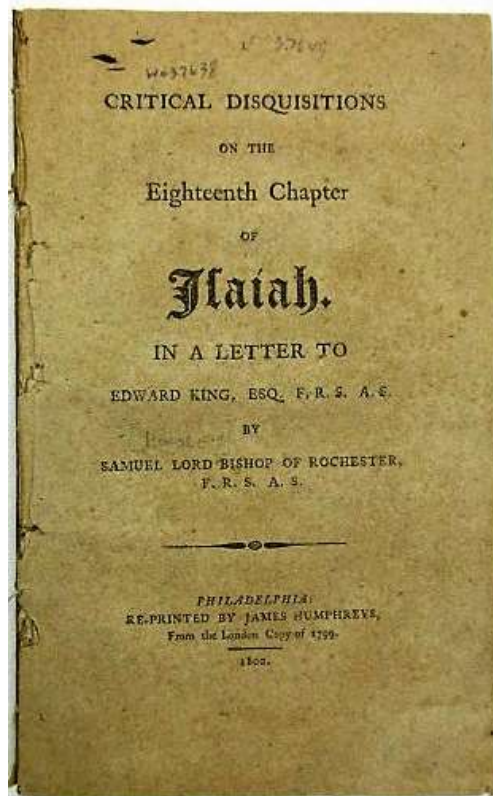 CRITICAL DISQUISITIONS
ON THE
Eighteenth Chapter
OF
Iſaiah.
IN A LETTER TO
EDWARD KING, ESQ. F. R. S. A. S.
BY
SAMUEL LORD BISHOP OF ROCHESTER,
F. R. S. A. S.
PHILADELPHIA:
RE-PRINTED BY JAMES HUMPHREYS,
From the London Copy of 1799.
1800.